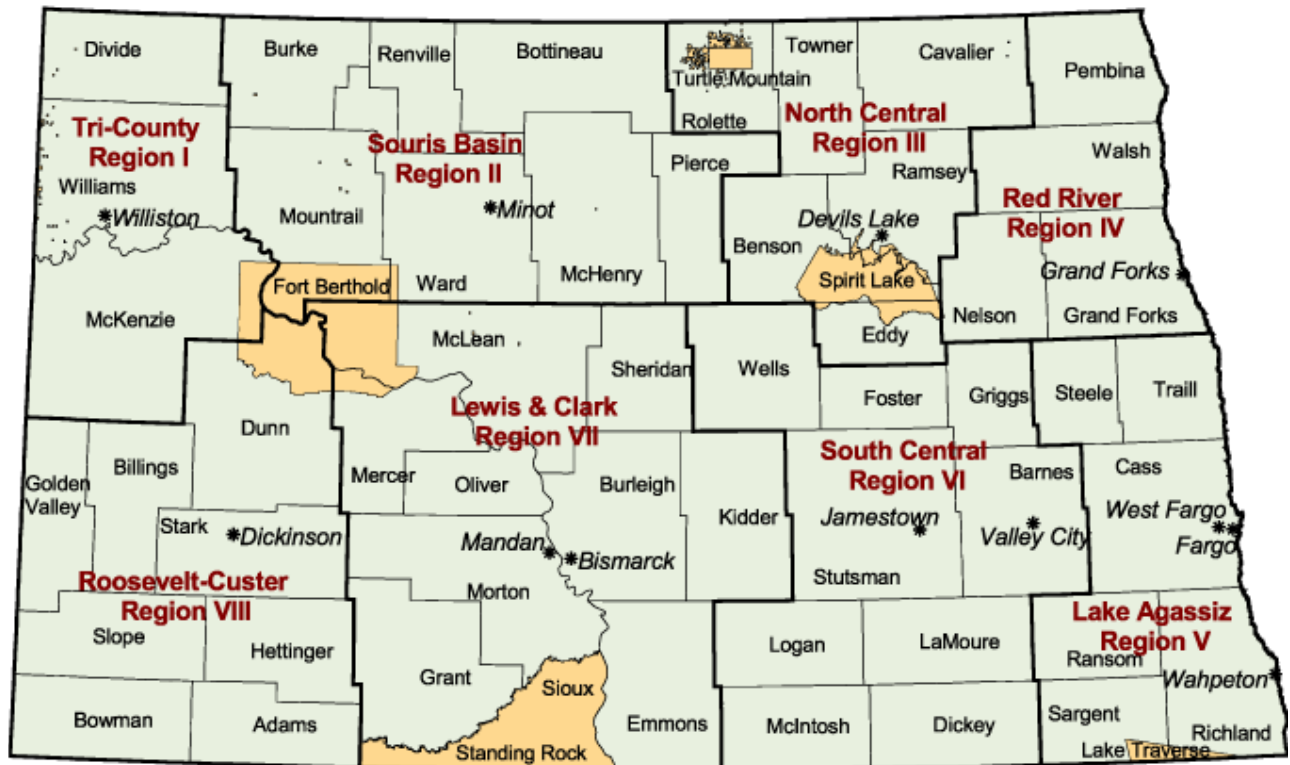 Divide
Burke
Renville
Bottineau
Towner
Cavalier
Pembina
Turtle Mountain
Rolette
Tri-County
Region I
Souris Basin
Region II
North Central
Region III
Pierce
Walsh
Ramsey
Williams
Williston
Mountrail
Minot
Red River
Region IV
Devils Lake
Benson
Grand Forks
Fort Berthold
Ward
McHenry
Spirit Lake
McKenzie
Nelson
Grand Forks
McLean
Eddy
Sheridan
Wells
Foster
Griggs
Steele
Traill
Lewis & Clark
Region VII
Dunn
Billings
Golden
Valley
Mercer
Oliver
Burleigh
South Central
Region VI
Barnes
Cass
Kidder
Stark
Dickinson
Mandan
Bismarck
Jamestown
Valley City
West Fargo
Fargo
Roosevelt-Custer
Region VIII
Morton
Stutsman
Lake Agassiz
Region V
Slope
Hettinger
Logan
LaMoure
Ransom
Wahpeton
Grant
Sioux
Bowman
Adams
Emmons
McIntosh
Dickey
Sargent
Richland
Standing Rock
Lake Traverse